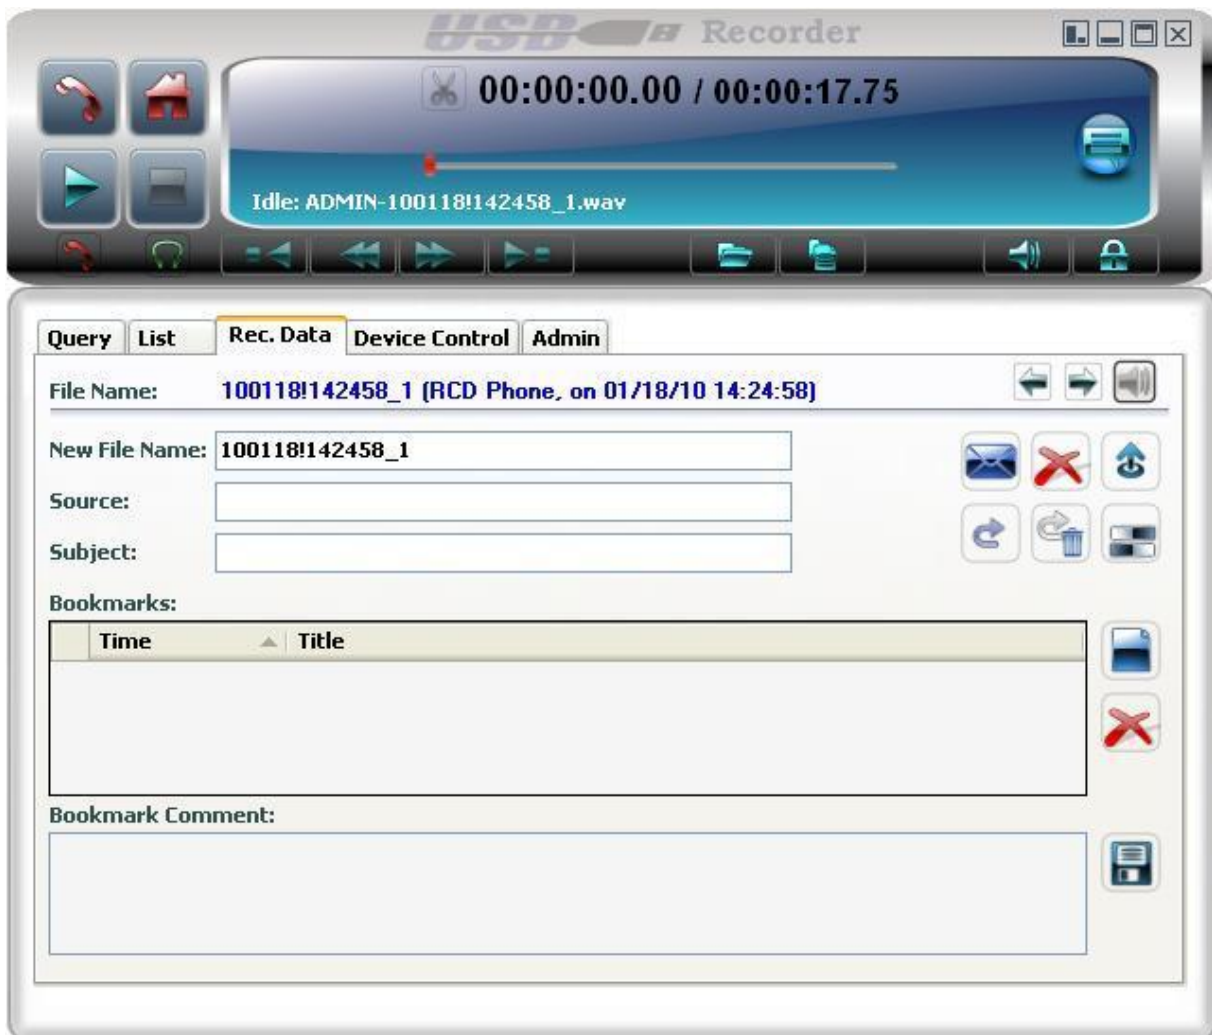 USB Recorder
00:00:00.00 / 00:00:17.75
Idle: ADMIN-100118!142458_1.wav
Query List Rec. Data Device Control Admin
File Name: 100118!142458_1 (RCD Phone, on 01/18/10 14:24:58)
New File Name: 100118!142458_1
Source:
Subject:
Bookmarks:
Time Title
Bookmark Comment: